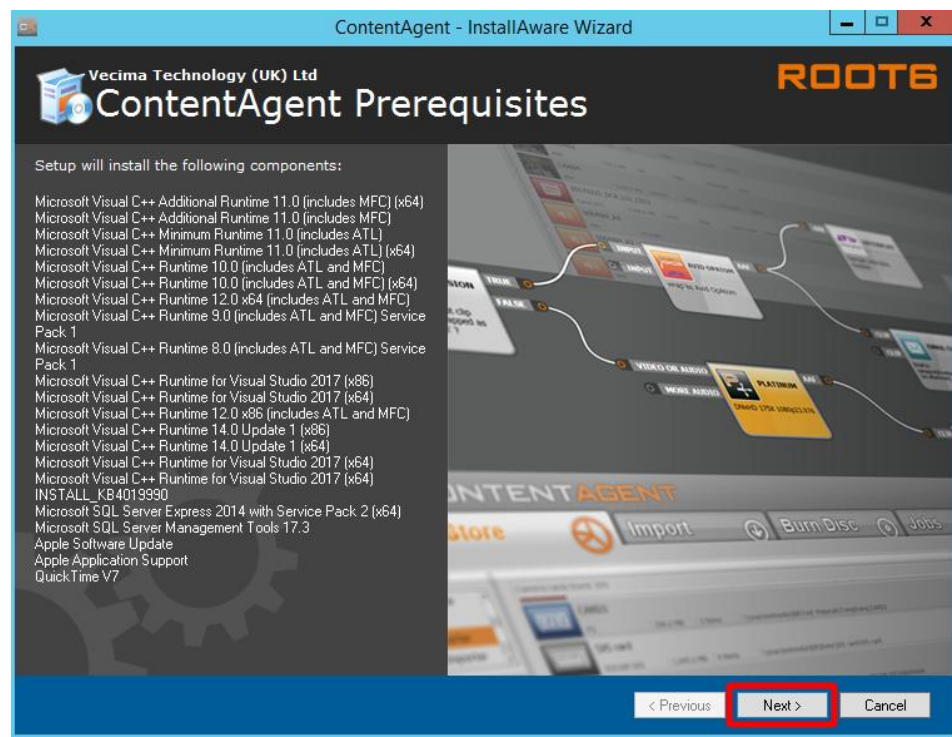 ContentAgent - InstallAware Wizard
Vecima Technology (UK) Ltd
ContentAgent Prerequisites
ROOT6
Setup will install the following components:
Microsoft Visual C++ Additional Runtime 11.0 (includes MFC) (x64)
Microsoft Visual C++ Additional Runtime 11.0 (includes MFC)
Microsoft Visual C++ Minimum Runtime 11.0 (includes ATL)
Microsoft Visual C++ Minimum Runtime 11.0 (includes ATL) (x64)
Microsoft Visual C++ Runtime 10.0 (includes ATL and MFC)
Microsoft Visual C++ Runtime 10.0 (includes ATL and MFC) (x64)
Microsoft Visual C++ Runtime 12.0 x64 (includes ATL and MFC)
Microsoft Visual C++ Runtime 9.0 (includes ATL and MFC) Service
Pack 1
Microsoft Visual C++ Runtime 8.0 (includes ATL and MFC) Service
Pack 1
Microsoft Visual C++ Runtime for Visual Studio 2017 (x86)
Microsoft Visual C++ Runtime for Visual Studio 2017 (x64)
Microsoft Visual C++ Runtime 12.0 x86 (includes ATL and MFC)
Microsoft Visual C++ Runtime 14.0 Update 1 (x86)
Microsoft Visual C++ Runtime 14.0 Update 1 (x64)
Microsoft Visual C++ Runtime for Visual Studio 2017 (x64)
Microsoft Visual C++ Runtime for Visual Studio 2017 (x64)
INSTALL_KB4019990
Microsoft SQL Server Express 2014 with Service Pack 2 (x64)
Microsoft SQL Server Management Tools 17.3
Apple Software Update
Apple Application Support
QuickTime V7
TRUE
INPUT
AVID OPCOM
FALSE
INPUT
VIDEO OR AUDIO
MORE AUDIO
PLATINUM
NTENTAGENT
Store
Import
Burn Disc
Jobs
< Previous
Next >
Cancel